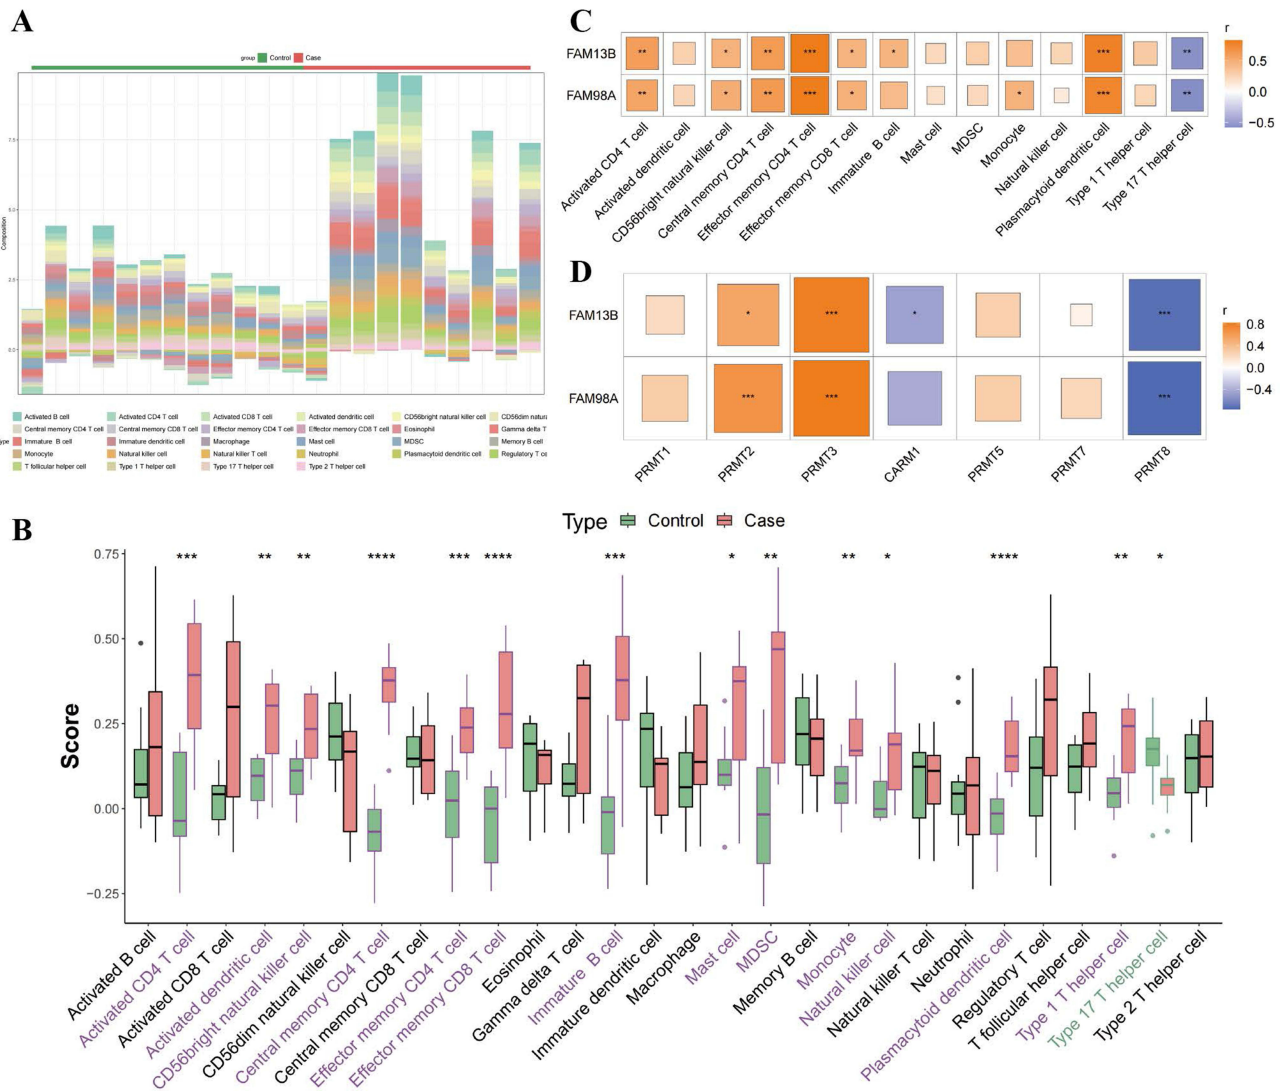 A
group Control Case
Composition
7.5
5.0
2.5
0.0
Activated B cell Activated CD4 T cell Activated CD8 T cell Activated dendritic cell CD56bright natural killer cell CD56dim natura
Central memory CD4 T cell Central memory CD8 T cell Effector memory CD4 T cell Effector memory CD8 T cell Eosinophil Gamma delta T
ype Immature B cell Immature dendritic cell Macrophage Mast cell MDSC Memory B cell
Monocyte Natural killer cell Natural killer T cell Neutrophil Plasmacytoid dendritic cell Regulatory T ce
T follicular helper cell Type 1 T helper cell Type 17 T helper cell Type 2 T helper cell
C
FAM13B ** * ** *** * * *** **
FAM98A ** * ** *** * * *** **
Activated CD4 T cell
Activated dendritic cell
CD56bright natural killer cell
Central memory CD4 T cell
Effector memory CD4 T cell
Effector memory CD8 T cell
Immature B cell
Mast cell
MDSC
Monocyte
Natural killer cell
Plasmacytoid dendritic cell
Type 1 T helper cell
Type 17 T helper cell
r
0.5
0.0
−0.5
D
FAM13B * *** * ***
FAM98A *** *** ***
PRMT1 PRMT2 PRMT3 CARM1 PRMT5 PRMT7 PRMT8
r
0.8
0.4
0.0
−0.4
B
Type Control Case
*** ** ** **** *** **** *** * ** ** * **** ** *
Score
0.75
0.50
0.25
0.00
−0.25
Activated B cell
Activated CD4 T cell
Activated CD8 T cell
Activated dendritic cell
CD56bright natural killer cell
CD56dim natural killer cell
Central memory CD4 T cell
Central memory CD8 T cell
Effector memory CD4 T cell
Effector memory CD8 T cell
Eosinophil
Gamma delta T cell
Immature B cell
Immature dendritic cell
Macrophage
Mast cell
MDSC
Memory B cell
Monocyte
Natural killer cell
Natural killer T cell
Neutrophil
Plasmacytoid dendritic cell
Regulatory T cell
T follicular helper cell
Type 1 T helper cell
Type 17 T helper cell
Type 2 T helper cell